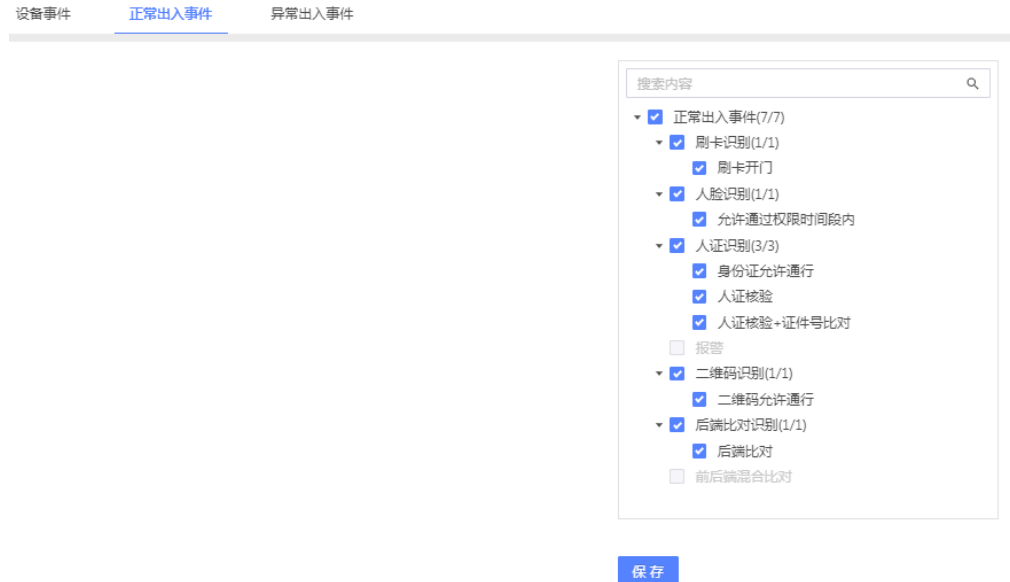 设备事件 正常出入事件 异常出入事件
搜索内容
正常出入事件(7/7)
刷卡识别(1/1)
刷卡开门
人脸识别(1/1)
允许通过权限时间段内
人证识别(3/3)
身份证允许通行
人证核验
人证核验+证件号比对
报警
二维码识别(1/1)
二维码允许通行
后端比对识别(1/1)
后端比对
前后端混合比对
保存